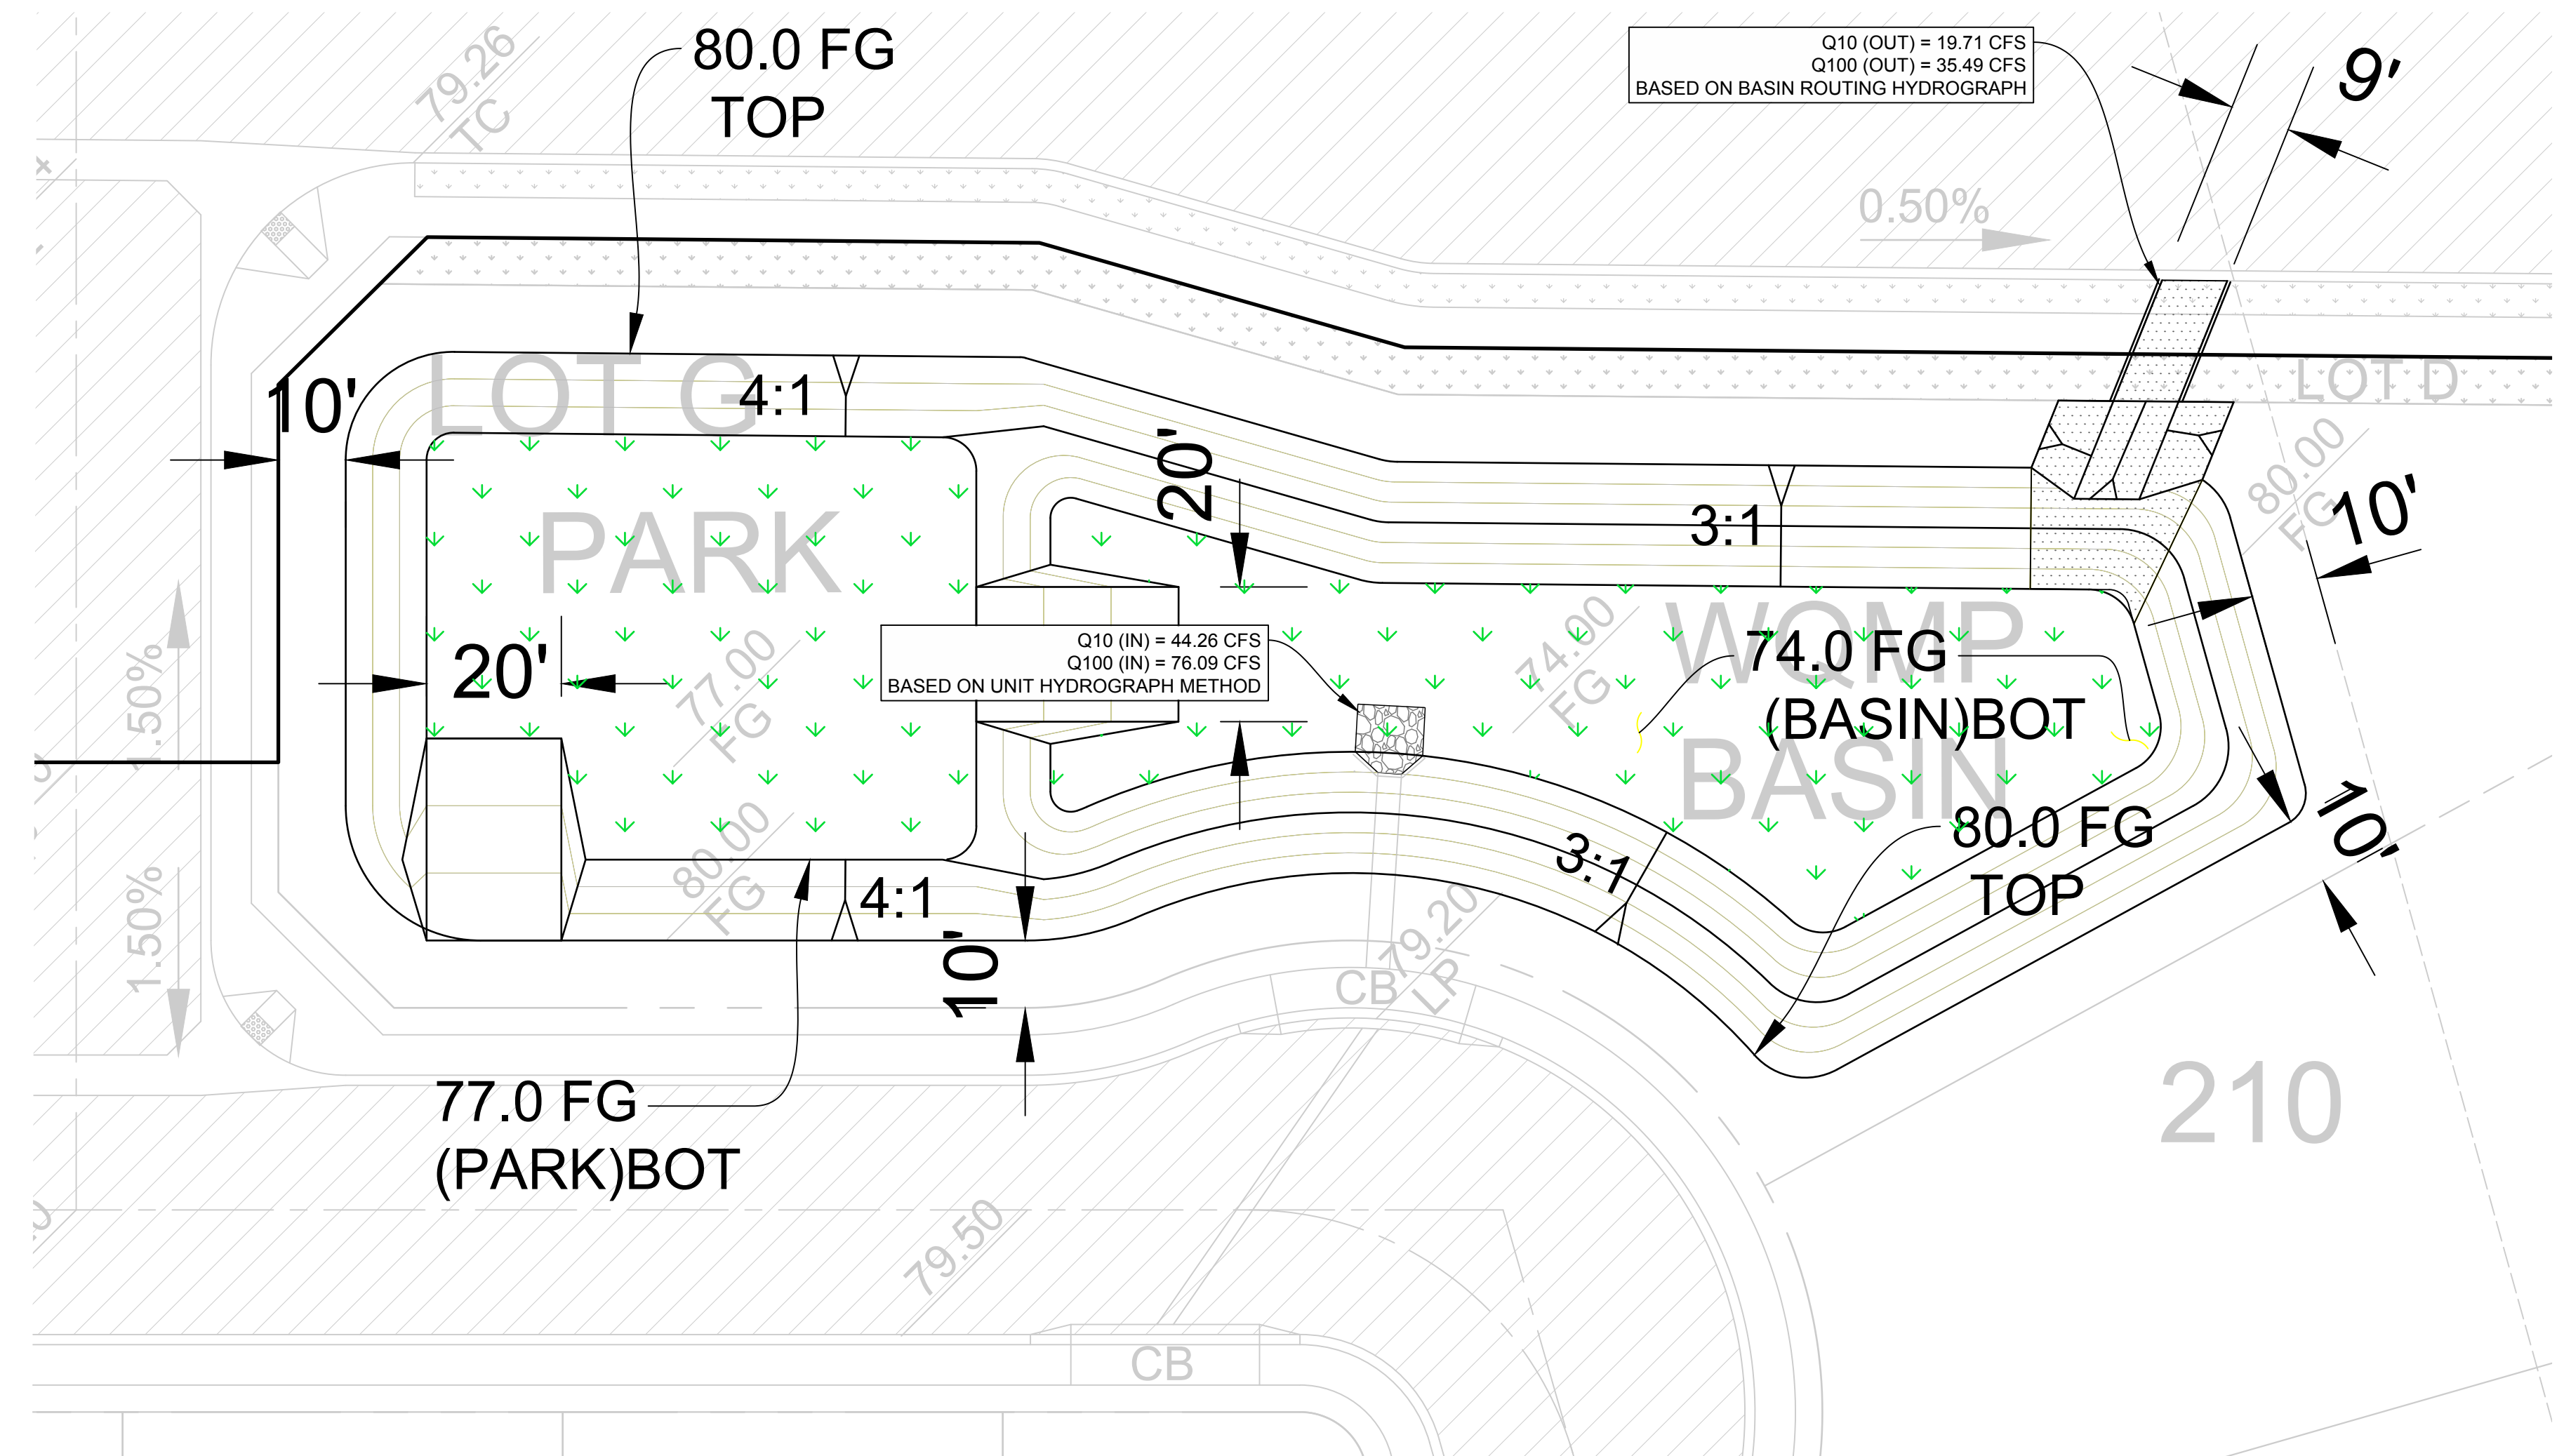 80.0 FG
TOP
79.26
TC
Q10 (OUT) = 19.71 CFS
Q100 (OUT) = 35.49 CFS
BASED ON BASIN ROUTING HYDROGRAPH
9'
0.50%
LOT G
4:1
10'
20'
3:1
LOT D
80.00
FG
10'
PARK
77.00
FG
20'
Q10 (IN) = 44.26 CFS
Q100 (IN) = 76.09 CFS
BASED ON UNIT HYDROGRAPH METHOD
74.00
FG
WQMP
BASIN
74.0 FG
(BASIN)BOT
1.50%
1.50%
80.00
FG
4:1
10'
3:1
80.0 FG
TOP
10'
CB
79.20
LP
77.0 FG
(PARK)BOT
210
79.50
CB